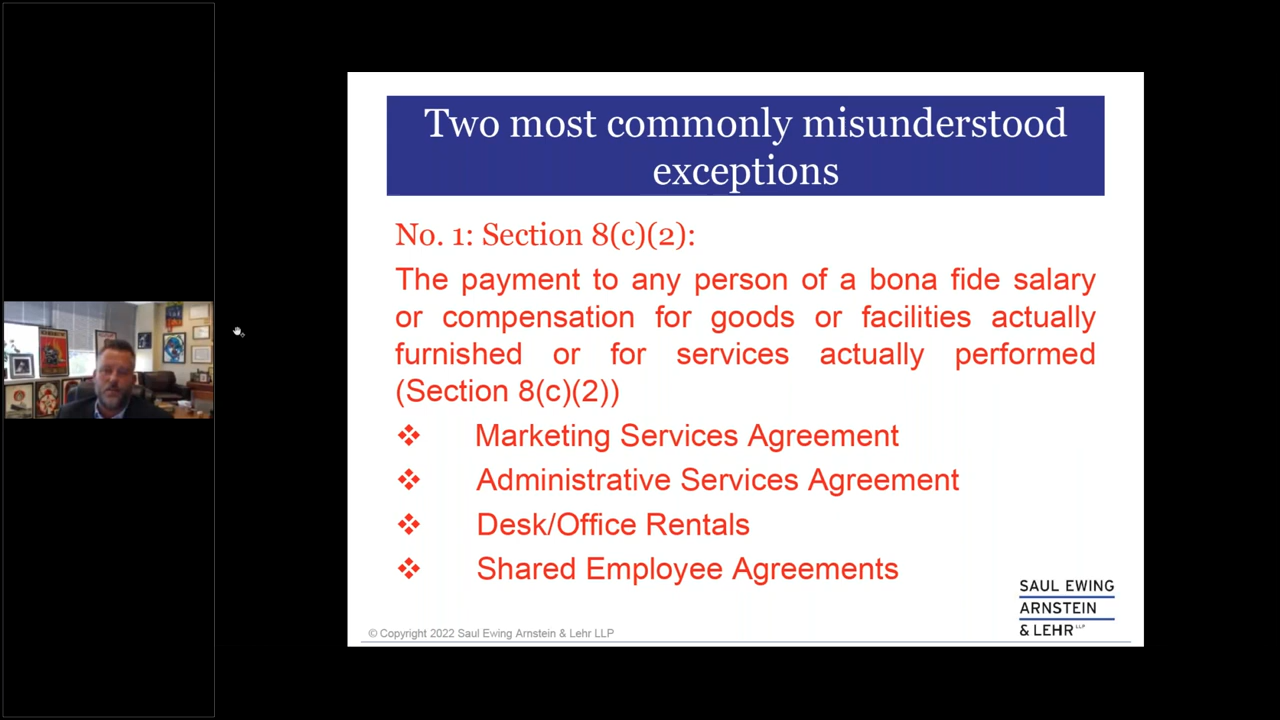 Two most commonly misunderstood
exceptions
No. 1: Section 8(c)(2):
The payment to any person of a bona fide salary
or compensation for goods or facilities actually
furnished or for services actually performed
(Section 8(c)(2))
❖ Marketing Services Agreement
❖ Administrative Services Agreement
❖ Desk/Office Rentals
❖ Shared Employee Agreements
SAUL EWING
ARNSTEIN
& LEHR LLP
© Copyright 2022 Saul Ewing Arnstein & Lehr LLP